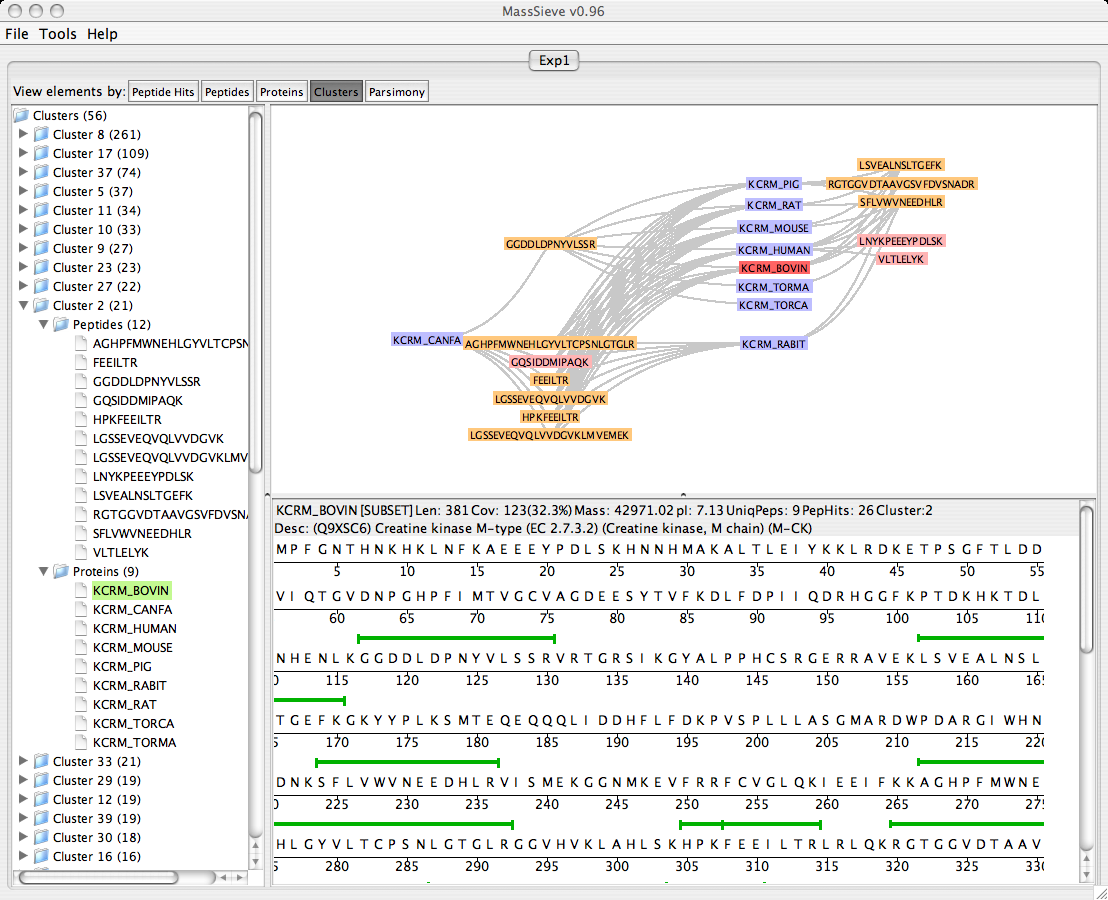 MassSieve v0.96
File Tools Help
Exp1
View elements by: Peptide Hits Peptides Proteins Clusters Parsimony
Clusters (56)
Cluster 8 (261)
Cluster 17 (109)
Cluster 37 (74)
Cluster 5 (37)
Cluster 11 (34)
Cluster 10 (33)
Cluster 9 (27)
Cluster 23 (23)
Cluster 27 (22)
Cluster 2 (21)
Peptides (12)
AGHPFMWNEHLGYVLTCPSN
FEEILTR
GGDDLDPNYVLSSR
GQSIDDMIPAQK
HPKFEEILTR
LGSSEVEQVQLVVDGVK
LGSSEVEQVQLVVDGVKLMV
LNYKPEEEYPDLSK
LSVEALNSLTGEFK
RGTGGVDTAAVGSVFDVSNA
SFLVWVNEEDHLR
VLTLELYK
Proteins (9)
KCRM_BOVIN
KCRM_CANFA
KCRM_HUMAN
KCRM_MOUSE
KCRM_PIG
KCRM_RABIT
KCRM_RAT
KCRM_TORCA
KCRM_TORMA
Cluster 33 (21)
Cluster 29 (19)
Cluster 12 (19)
Cluster 39 (19)
Cluster 30 (18)
Cluster 16 (16)
LSVEALNSLTGEFK
KCRM_PIG RGTGGVDTAAVGSVFDVSNADR
KCRM_RAT SFLVWVNEEDHLR
KCRM_MOUSE
GGDDLDPNYVLSSR KCRM_HUMAN LNYKPEEEYPDLSK
KCRM_BOVIN VLTLELYK
KCRM_TORMA
KCRM_TORCA
KCRM_CANFA AGHPFMWNEHLGYVLTCPSNLGTGLR KCRM_RABIT
GQSIDDMIPAQK
FEEILTR
LGSSEVEQVQLVVDGVK
HPKFEEILTR
LGSSEVEQVQLVVDGVKLMVEMEK
KCRM_BOVIN [SUBSET] Len: 381 Cov: 123(32.3%) Mass: 42971.02 pI: 7.13 UniqPeps: 9 PepHits: 26 Cluster:2
Desc: (Q9XSC6) Creatine kinase M-type (EC 2.7.3.2) (Creatine kinase, M chain) (M-CK)
M P F G N T H N K H K L N F K A E E E Y P D L S K H N N H M A K A L T L E I Y K K L R D K E T P S G F T L D D
5 10 15 20 25 30 35 40 45 50 55
V I Q T G V D N P G H P F I M T V G C V A G D E E S Y T V F K D L F D P I I Q D R H G G F K P T D K H K T D L
60 65 70 75 80 85 90 95 100 105 110
N H E N L K G G D D L D P N Y V L S S R V R T G R S I K G Y A L P P H C S R G E R R A V E K L S V E A L N S L
115 120 125 130 135 140 145 150 155 160 165
T G E F K G K Y Y P L K S M T E Q E Q Q Q L I D D H F L F D K P V S P L L L A S G M A R D W P D A R G I W H N
170 175 180 185 190 195 200 205 210 215 220
D N K S F L V W V N E E D H L R V I S M E K G G N M K E V F R R F C V G L Q K I E E I F K K A G H P F M W N E
225 230 235 240 245 250 255 260 265 270 275
H L G Y V L T C P S N L G T G L R G G V H V K L A H L S K H P K F E E I L T R L R L Q K R G T G G V D T A A V
280 285 290 295 300 305 310 315 320 325 330